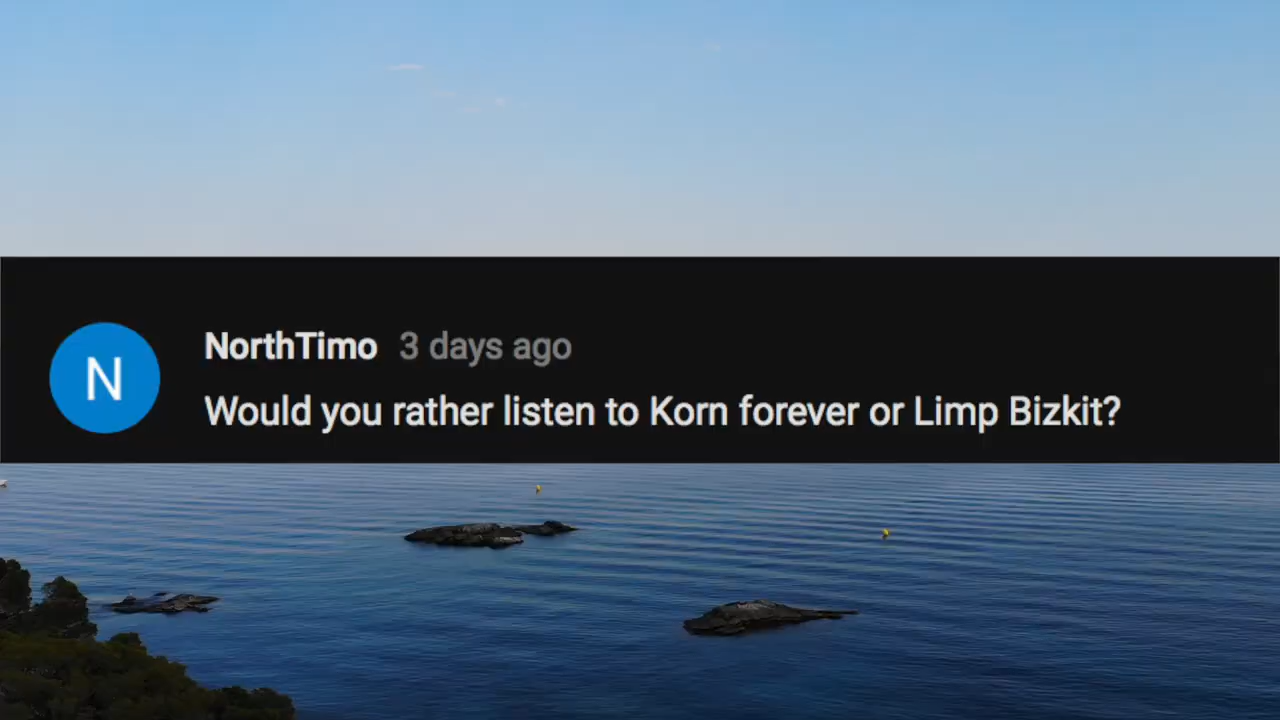 N
NorthTimo 3 days ago
Would you rather listen to Korn forever or Limp Bizkit?